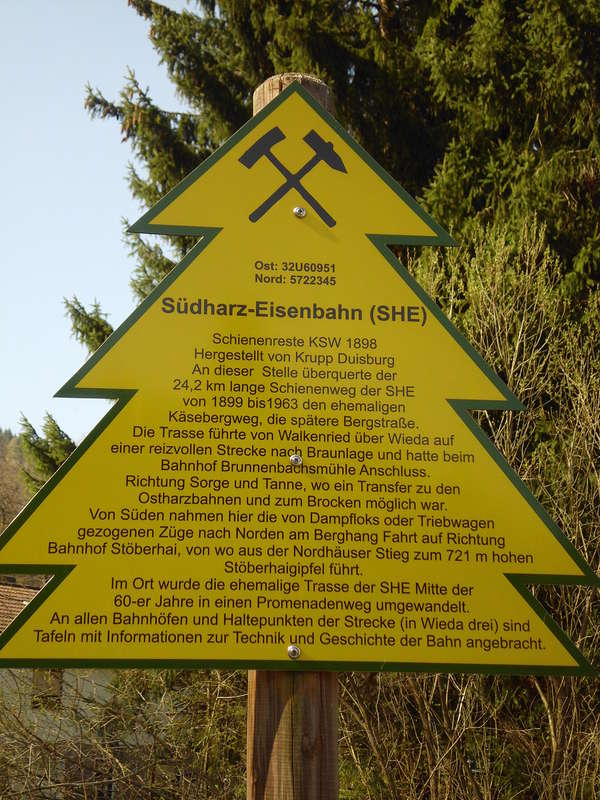 Ost: 32U60951
Nord: 5722345
Südharz-Eisenbahn (SHE)
Schienenreste KSW 1898
Hergestellt von Krupp Duisburg
An dieser Stelle überquerte der
24,2 km lange Schienenweg der SHE
von 1899 bis1963 den ehemaligen
Käsebergweg, die spätere Bergstraße.
Die Trasse führte von Walkenried über Wieda auf
einer reizvollen Strecke nach Braunlage und hatte beim
Bahnhof Brunnenbachsmühle Anschluss.
Richtung Sorge und Tanne, wo ein Transfer zu den
Ostharzbahnen und zum Brocken möglich war.
Von Süden nahmen hier die von Dampfloks oder Triebwagen
gezogenen Züge nach Norden am Berghang Fahrt auf Richtung
Bahnhof Stöberhai, von wo aus der Nordhäuser Stieg zum 721 m hohen
Stöberhaigipfel führt.
Im Ort wurde die ehemalige Trasse der SHE Mitte der
60-er Jahre in einen Promenadenweg umgewandelt.
An allen Bahnhöfen und Haltepunkten der Strecke (in Wieda drei) sind
Tafeln mit Informationen zur Technik und Geschichte der Bahn angebracht.